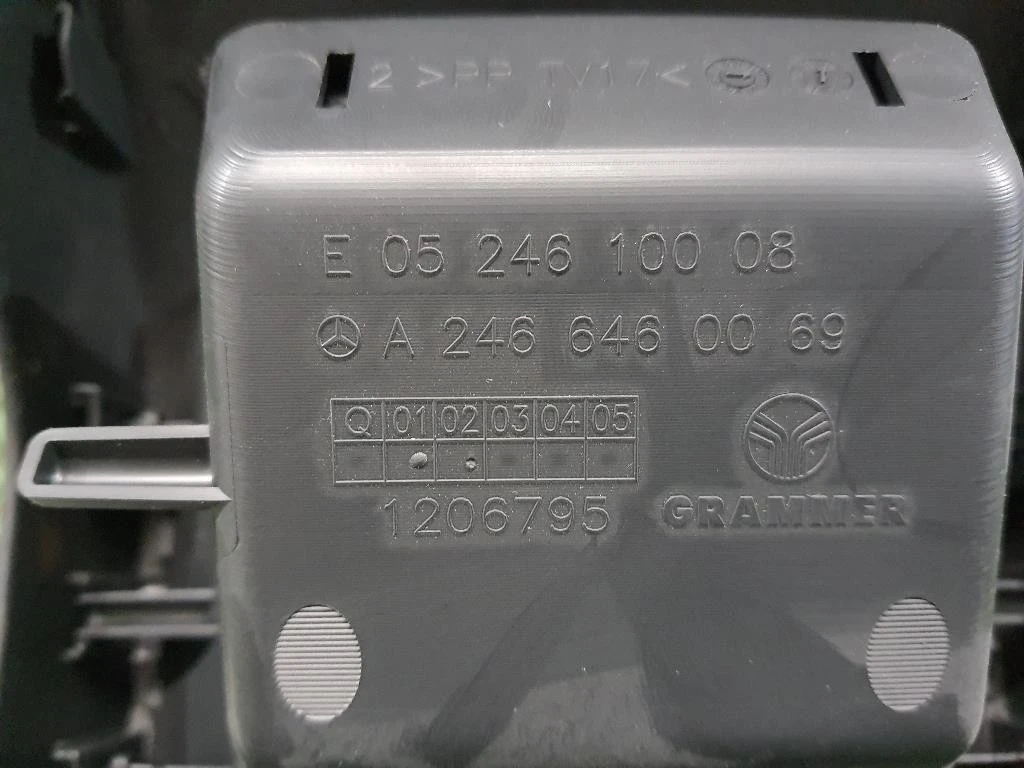 2 >PP TV17<
E 05 246 100 08
A 246 646 00 69
Q 01 02 03 04 05
1206795
GRAMMER